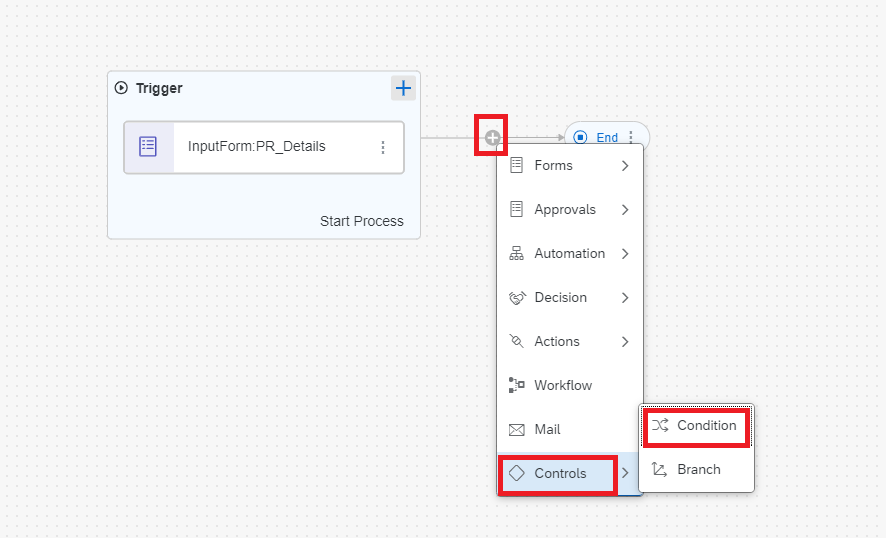 Trigger
InputForm:PR_Details
Start Process
End
Forms
Approvals
Automation
Decision
Actions
Workflow
Mail
Controls
Condition
Branch